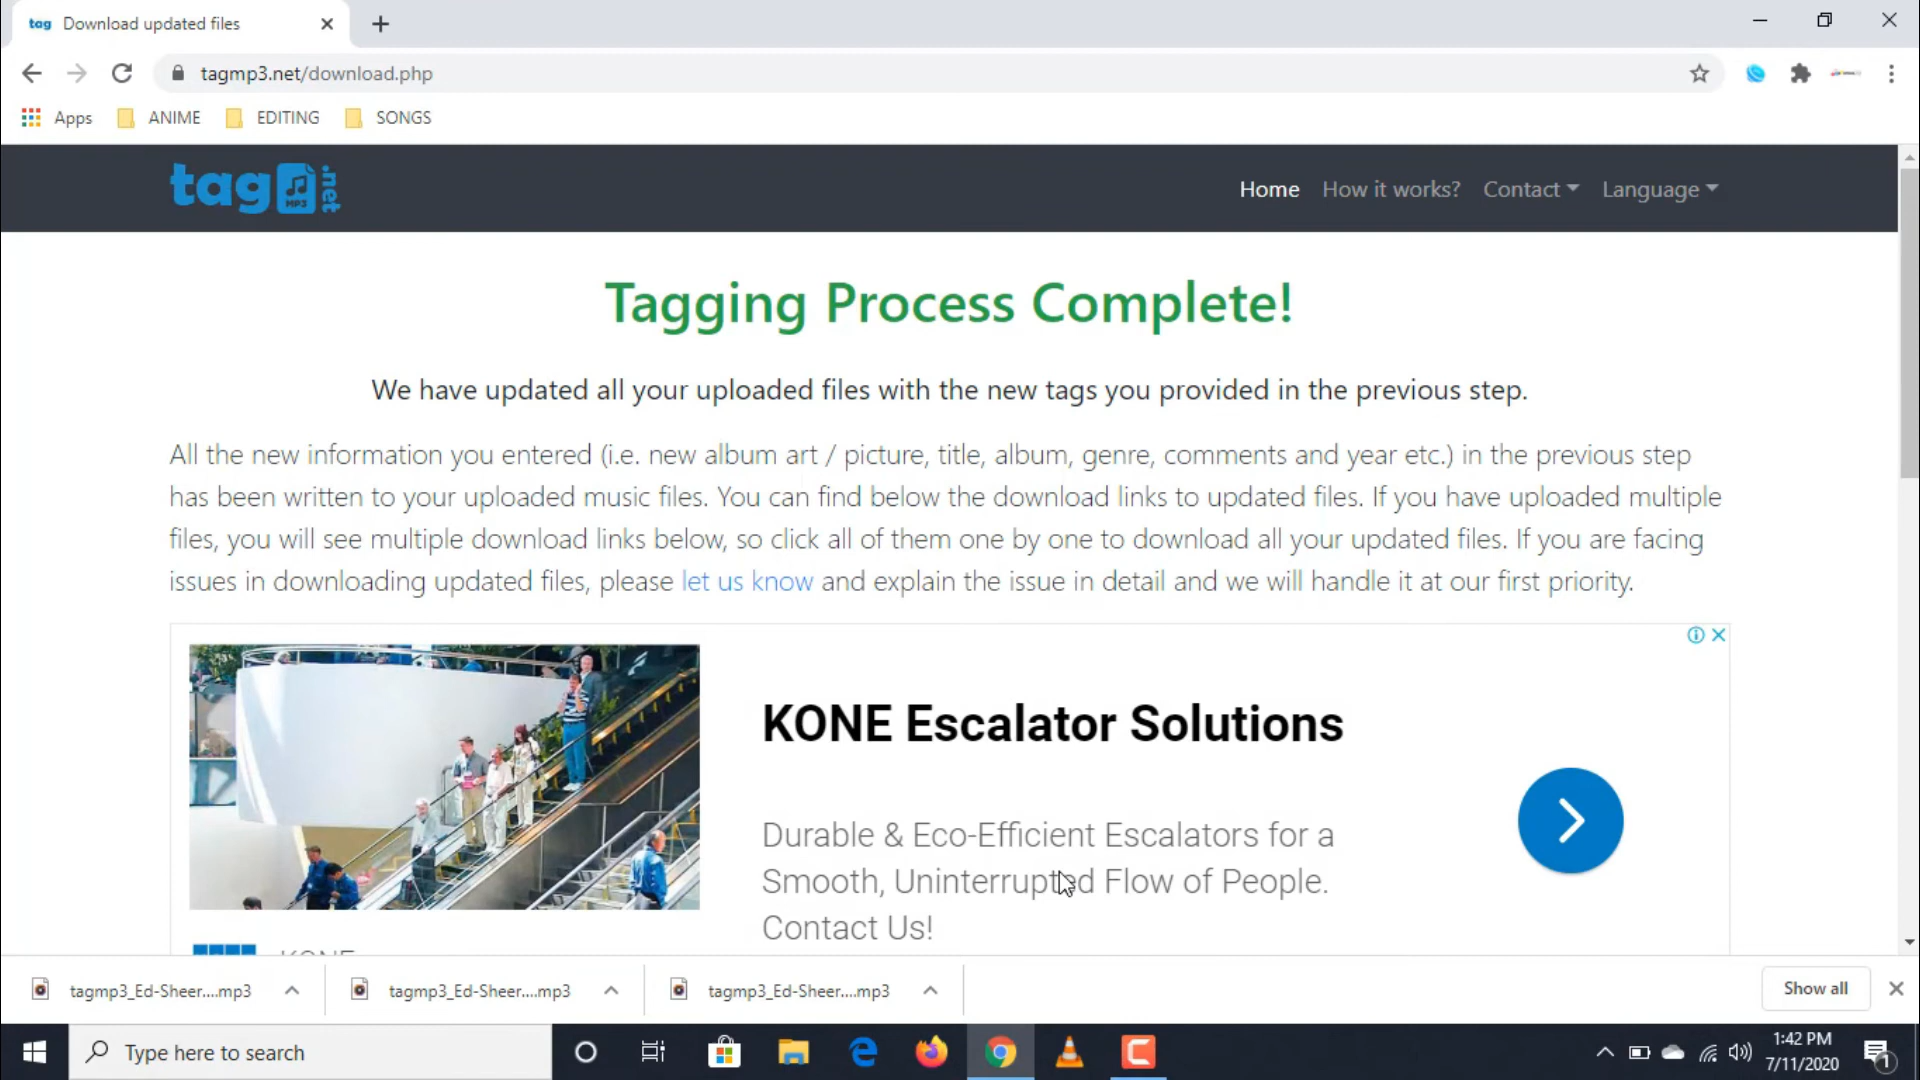 tag Download updated files
tagmp3.net/download.php
Apps ANIME EDITING SONGS
tag MP3 .net
Home How it works? Contact Language
Tagging Process Complete!
We have updated all your uploaded files with the new tags you provided in the previous step.
All the new information you entered (i.e. new album art / picture, title, album, genre, comments and year etc.) in the previous step
has been written to your uploaded music files. You can find below the download links to updated files. If you have uploaded multiple
files, you will see multiple download links below, so click all of them one by one to download all your updated files. If you are facing
issues in downloading updated files, please let us know and explain the issue in detail and we will handle it at our first priority.
KONE Escalator Solutions
Durable & Eco-Efficient Escalators for a
Smooth, Uninterrupted Flow of People.
Contact Us!
KONE
tagmp3_Ed-Sheer....mp3 tagmp3_Ed-Sheer....mp3 tagmp3_Ed-Sheer....mp3 Show all
Type here to search
1:42 PM
7/11/2020
1